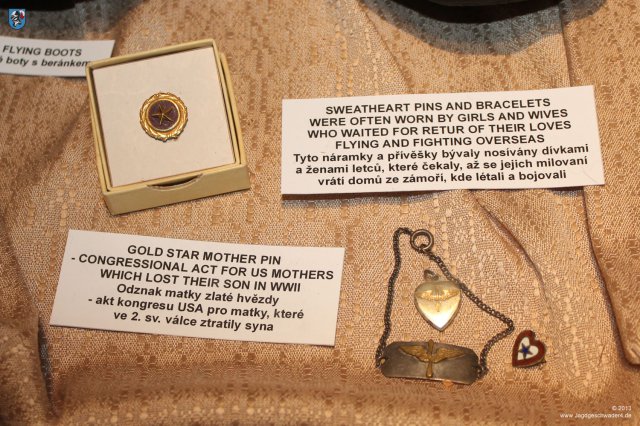 FLYING BOOTS
boty s beránkem
SWEATHEART PINS AND BRACELETS
WERE OFTEN WORN BY GIRLS AND WIVES
WHO WAITED FOR RETUR OF THEIR LOVES
FLYING AND FIGHTING OVERSEAS
Tyto náramky a přivěšky bývaly nosívány dívkami
a ženami letců, které čekaly, až se jejich milovaní
vrátí domů ze zámoří, kde létali a bojovali
GOLD STAR MOTHER PIN
- CONGRESSIONAL ACT FOR US MOTHERS
WHICH LOST THEIR SON IN WWII
Odznak matky zlaté hvězdy
- akt kongresu USA pro matky, které
ve 2. sv. válce ztratily syna
© 2013
www.Jagdgeschwader4.de